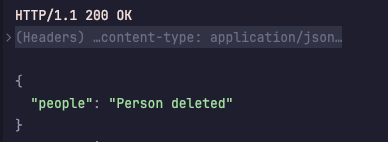 HTTP/1.1 200 OK
(Headers) …content-type: application/json…
{
"people": "Person deleted"
}